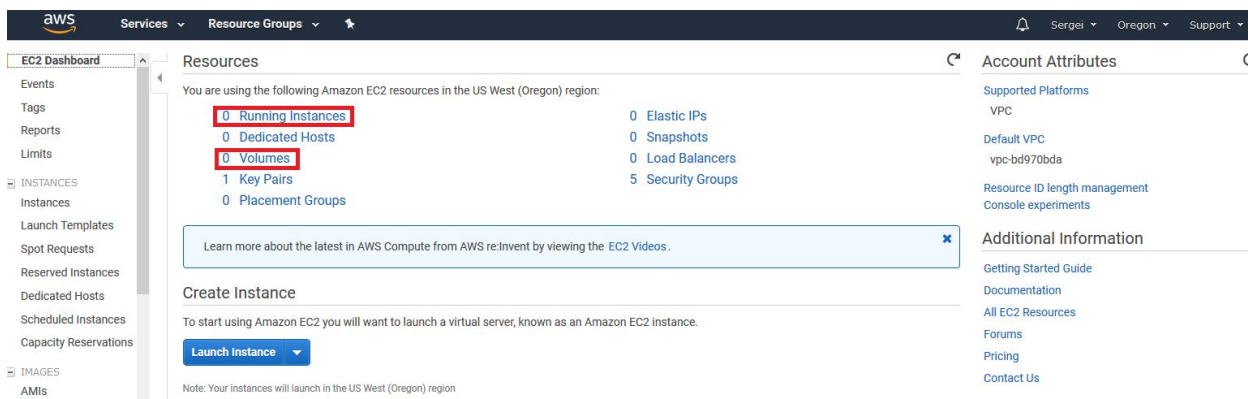 aws Services Resource Groups Sergei Oregon Support
EC2 Dashboard
Events
Tags
Reports
Limits
INSTANCES
Instances
Launch Templates
Spot Requests
Reserved Instances
Dedicated Hosts
Scheduled Instances
Capacity Reservations
IMAGES
AMIs
Resources
You are using the following Amazon EC2 resources in the US West (Oregon) region:
0 Running Instances
0 Dedicated Hosts
0 Volumes
1 Key Pairs
0 Placement Groups
0 Elastic IPs
0 Snapshots
0 Load Balancers
5 Security Groups
Learn more about the latest in AWS Compute from AWS re:Invent by viewing the EC2 Videos.
Create Instance
To start using Amazon EC2 you will want to launch a virtual server, known as an Amazon EC2 instance.
Launch Instance
Note: Your instances will launch in the US West (Oregon) region
Account Attributes
Supported Platforms
VPC
Default VPC
vpc-bd970bda
Resource ID length management
Console experiments
Additional Information
Getting Started Guide
Documentation
All EC2 Resources
Forums
Pricing
Contact Us